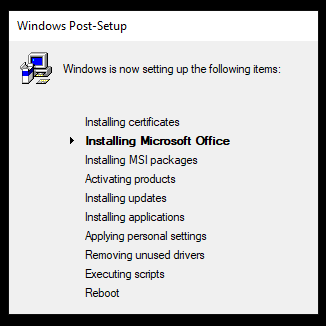 Windows Post-Setup
Windows is now setting up the following items:
Installing certificates
Installing Microsoft Office
Installing MSI packages
Activating products
Installing updates
Installing applications
Applying personal settings
Removing unused drivers
Executing scripts
Reboot